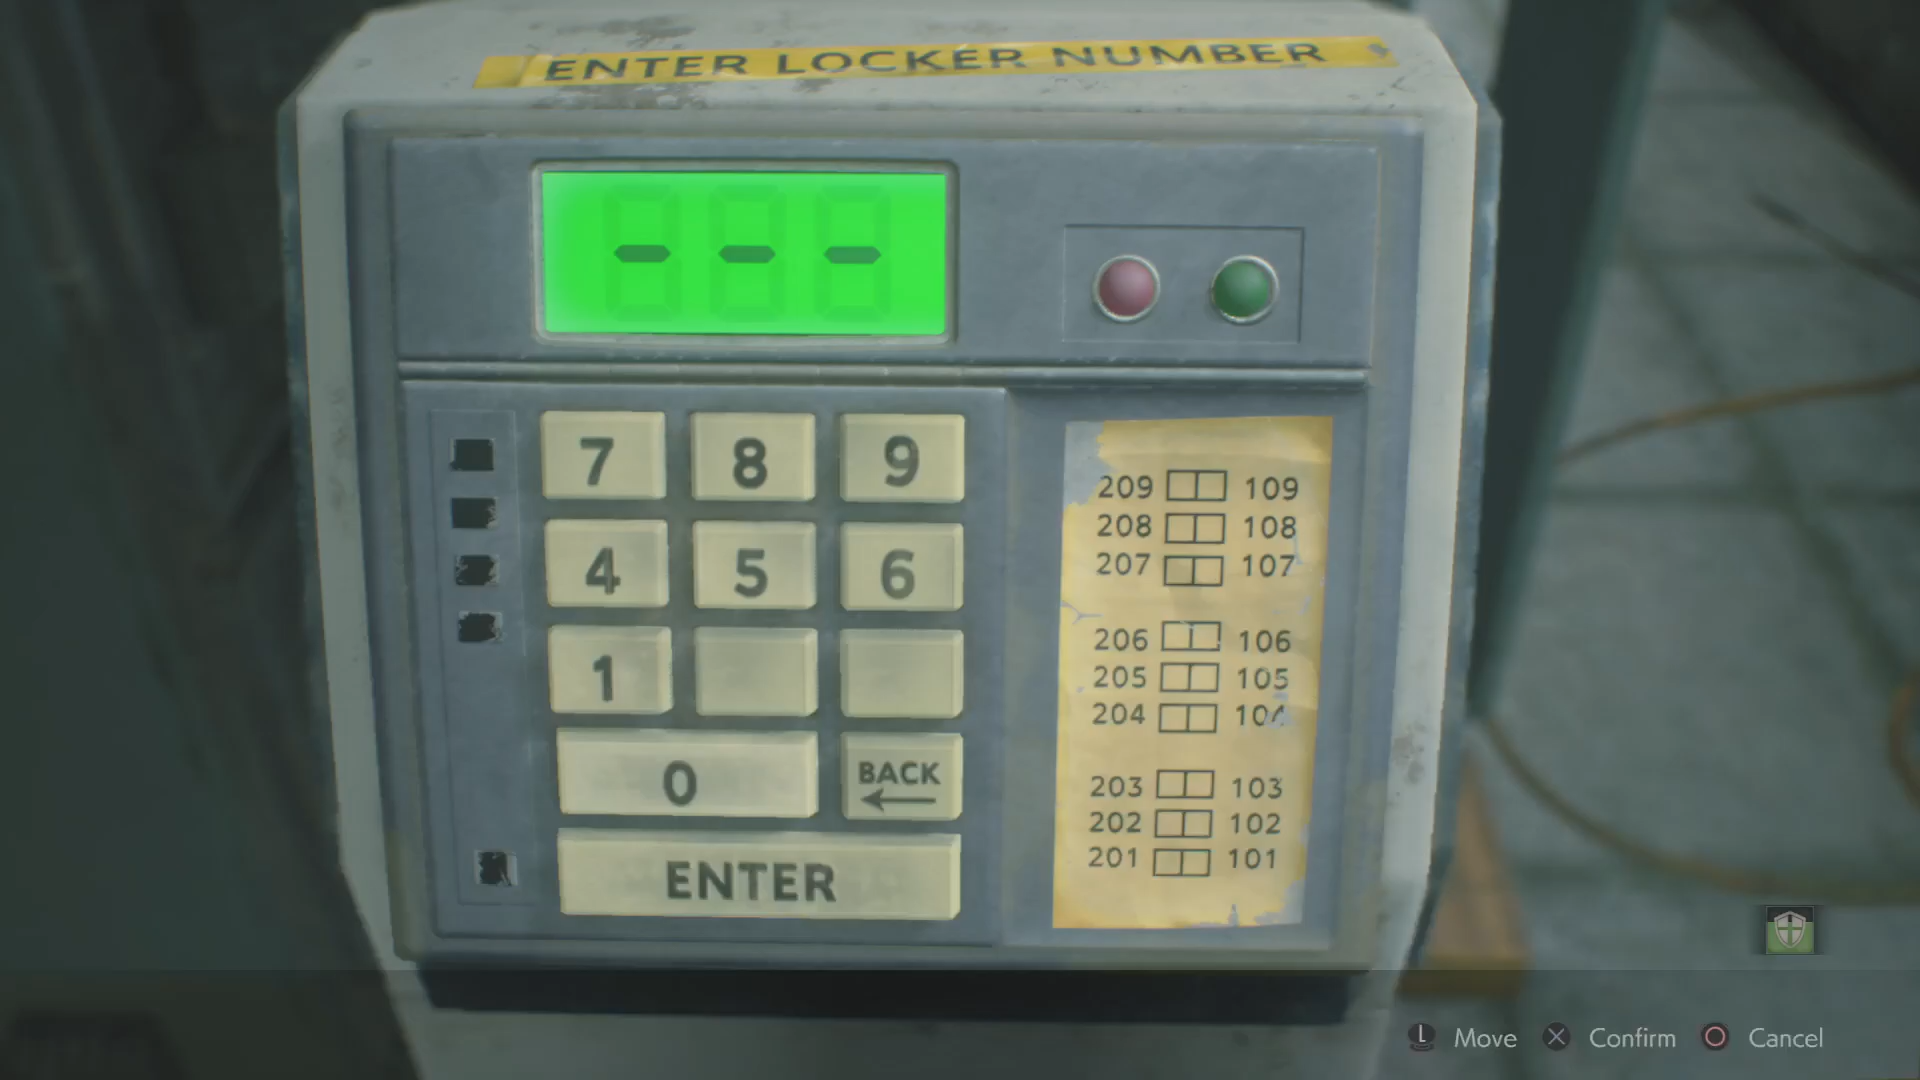 ENTER LOCKER NUMBER
- - -
7 8 9
4 5 6
1
0 BACK
ENTER
209 109
208 108
207 107
206 106
205 105
204 104
203 103
202 102
201 101
L Move Confirm Cancel